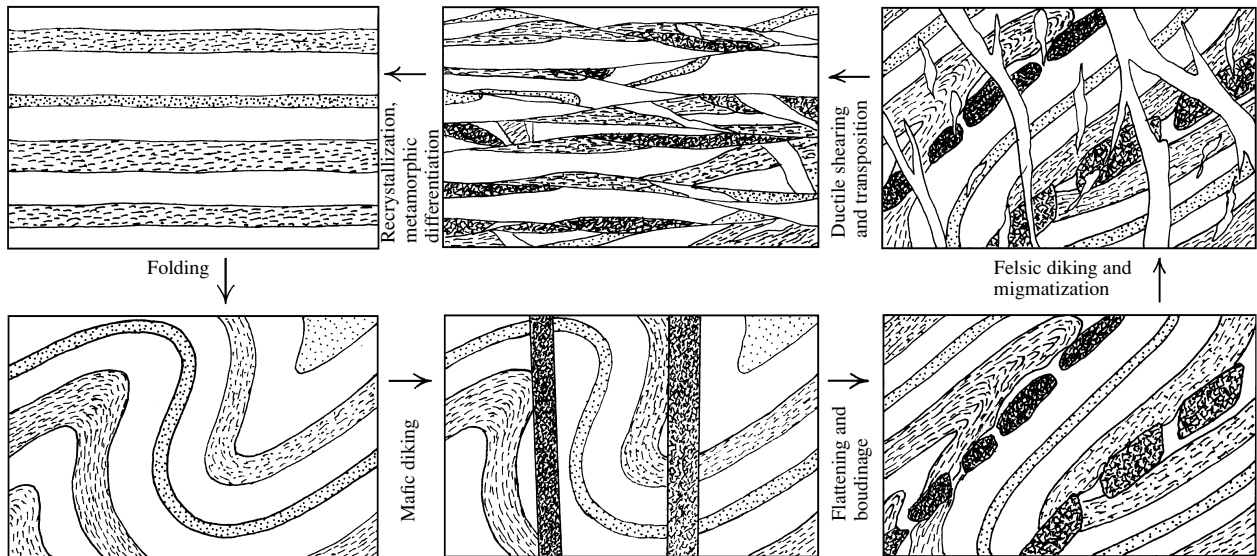 Recrystallization,
metamorphic
differentiation
Ductile shearing
and transposition
Folding
Felsic diking and
migmatization
Mafic diking
Flattening and
boudinage